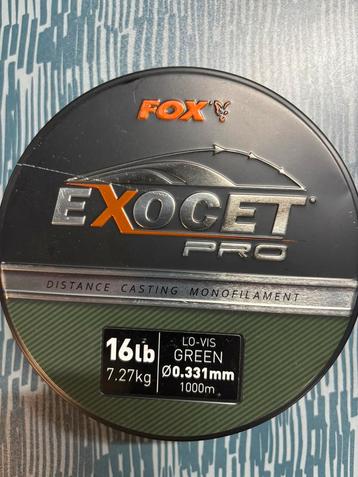 FOX
EXOCET®
PRO
DISTANCE CASTING MONOFILAMENT
16lb
7.27kg
LO-VIS
GREEN
Ø0.331mm
1000m